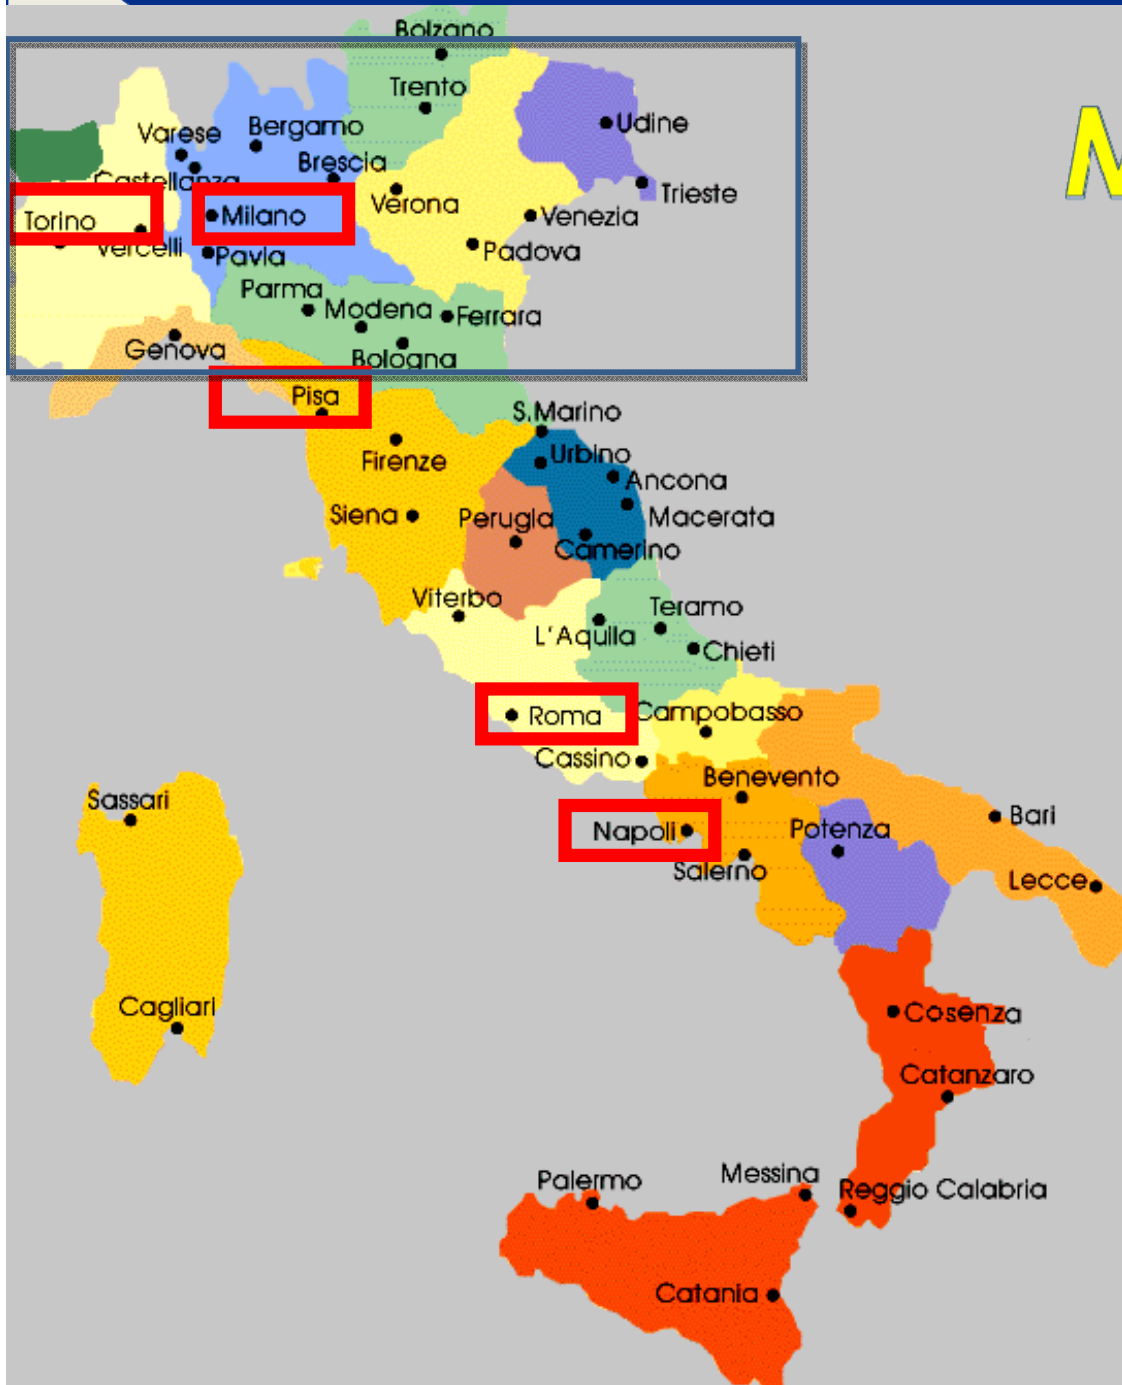 Bolzano
Trento
Udine
Varese
Bergamo
Brescia
Castellanza
Trieste
Verona
Torino
Milano
Venezia
Vercelli
Pavia
Padova
Parma
Modena
Ferrara
Genova
Bologna
Pisa
S.Marino
Firenze
Urbino
Ancona
Siena
Perugia
Macerata
Camerino
Viterbo
Teramo
L'Aquila
Chieti
Roma
Campobasso
Cassino
Benevento
Sassari
Napoli
Potenza
Bari
Salerno
Lecce
Cagliari
Cosenza
Catanzaro
Palermo
Messina
Reggio Calabria
Catania
M